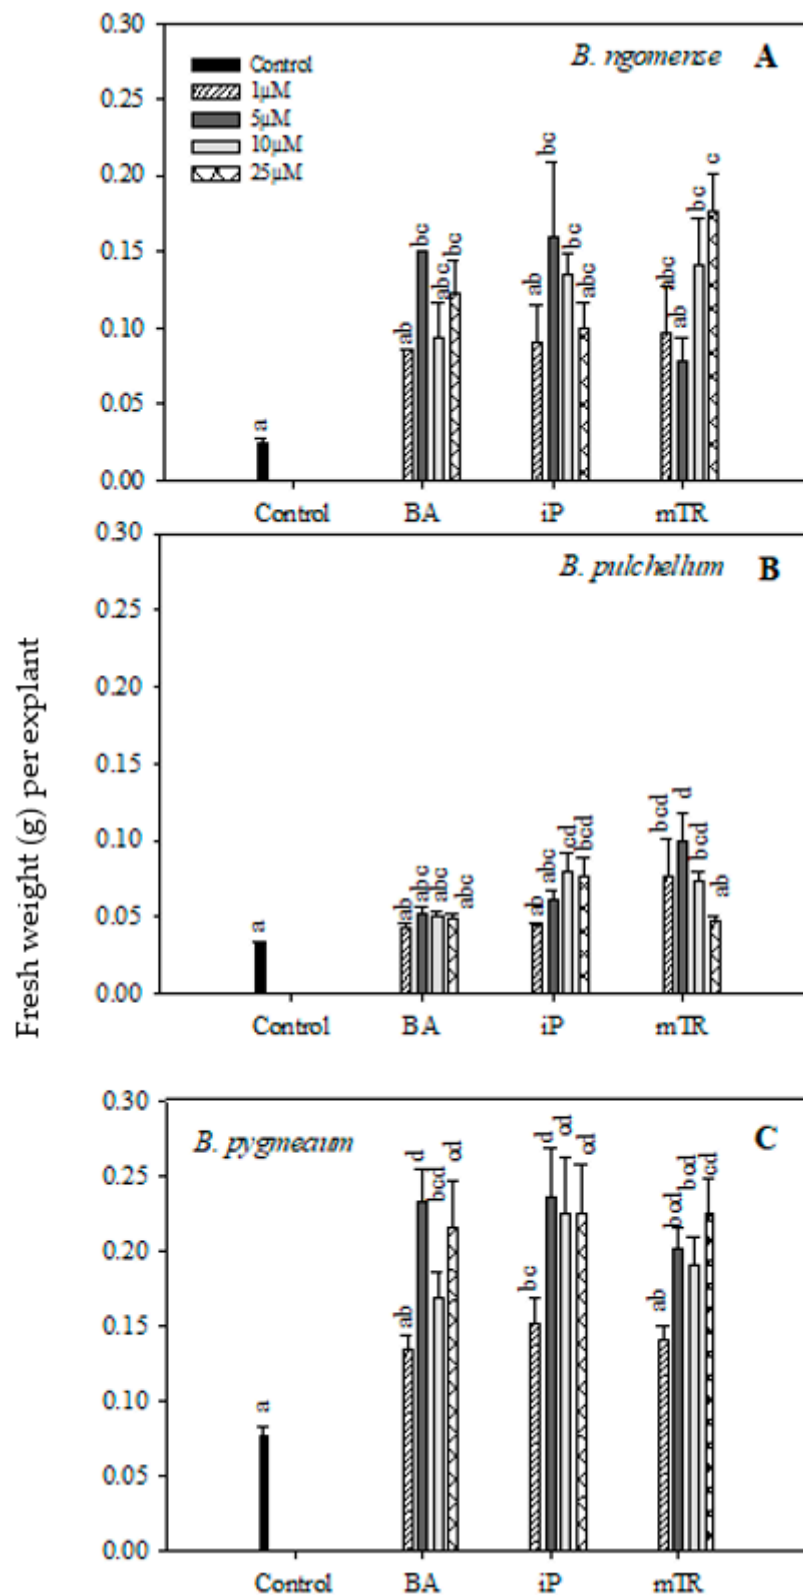 Fresh weight (g) per explant
0.30
0.25
0.20
0.15
0.10
0.05
0.00
B. ngomense A
Control
1µM
5µM
10µM
25µM
a
ab
bc
abc
bc
ab
bc
bc
abc
abc
ab
bc
c
Control BA iP mTR
0.30
0.25
0.20
0.15
0.10
0.05
0.00
B. pulchellum B
a
ab
abc
abc
abc
ab
abc
cd
bcd
bcd
d
bcd
ab
Control BA iP mTR
0.30
0.25
0.20
0.15
0.10
0.05
0.00
B. pygmeaum C
a
ab
d
bcd
cd
bc
d
cd
cd
ab
bcd
bcd
cd
Control BA iP mTR